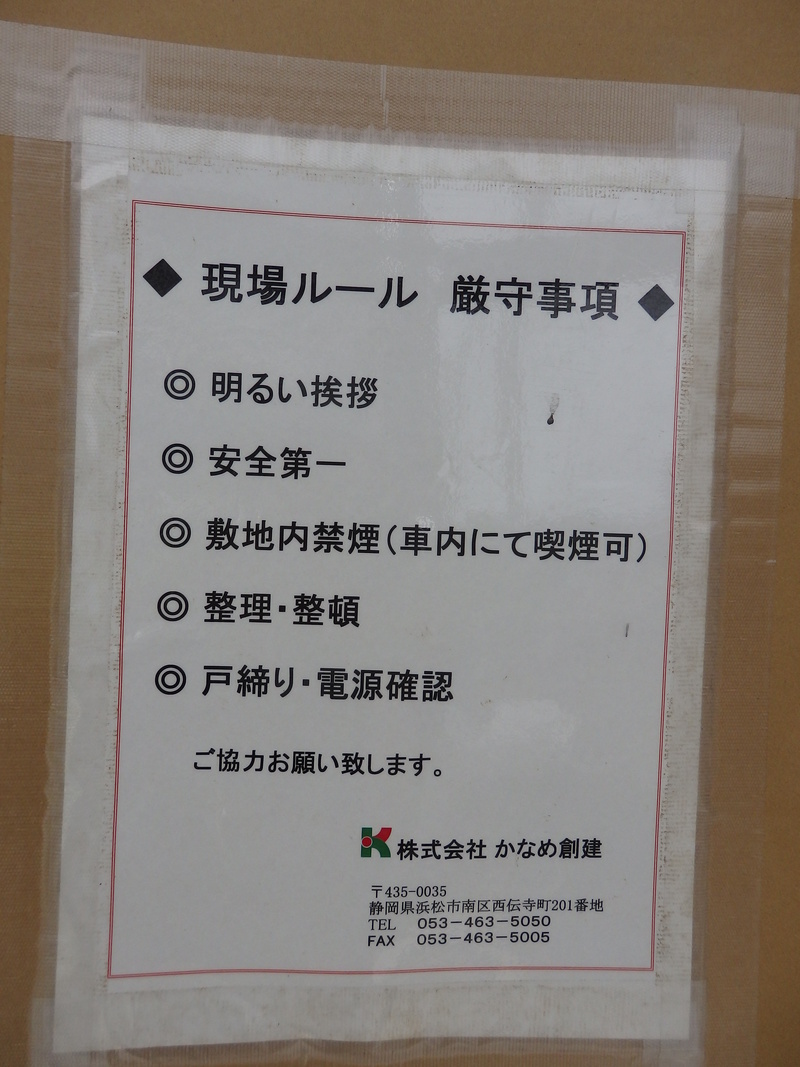 ◆ 現場ルール 厳守事項 ◆
◎ 明るい挨拶
◎ 安全第一
◎ 敷地内禁煙(車内にて喫煙可)
◎ 整理・整頓
◎ 戸締り・電源確認
ご協力お願い致します。
株式会社 かなめ創建
〒435-0035
静岡県浜松市南区西伝寺町201番地
TEL 053-463-5050
FAX 053-463-5005